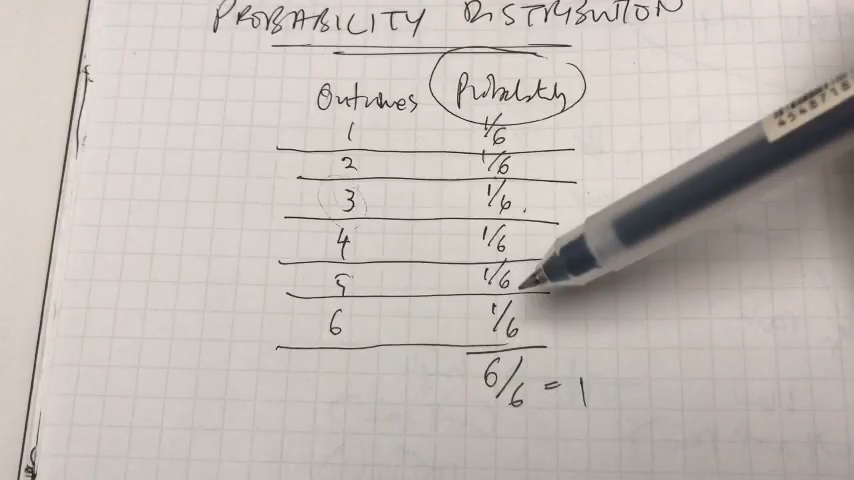 PROBABILITY DISTRIBUTION
Outcomes Probability
1 1/6
2 1/6
3 1/6.
4 1/6
5 1/6
6 1/6
6/6 = 1